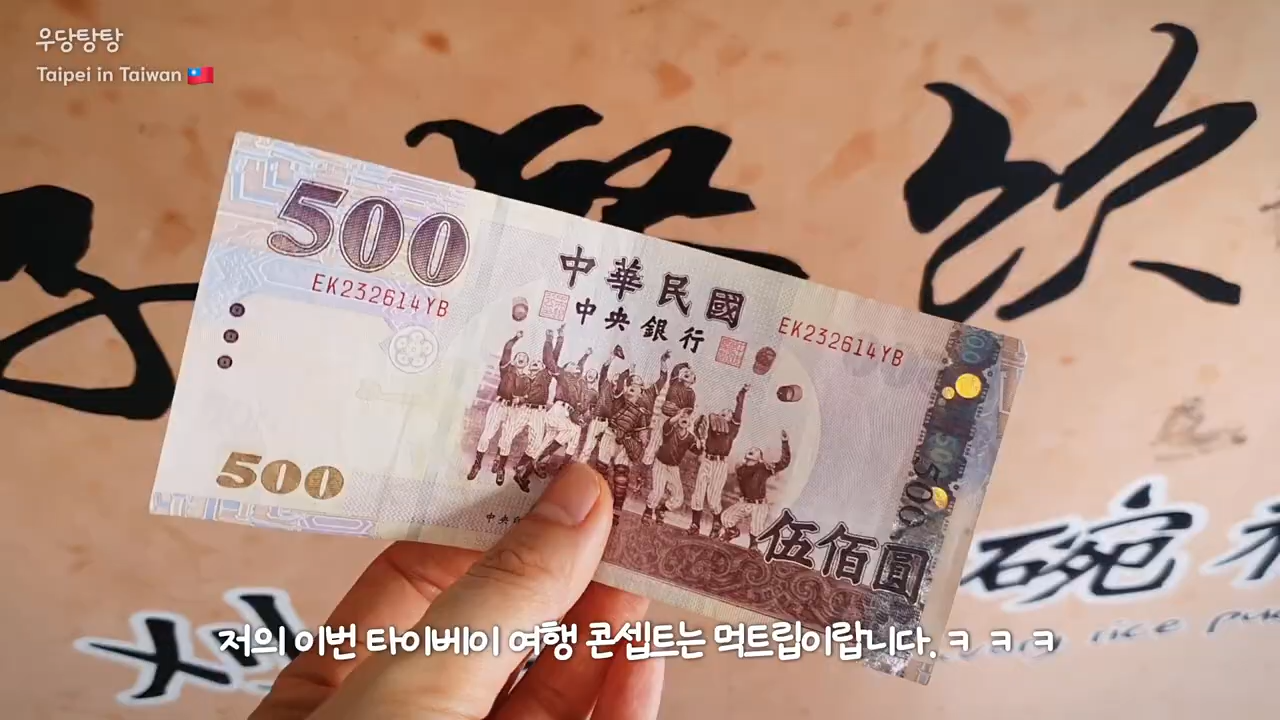 우당탕탕
Taipei in Taiwan 🇹🇼
500
EK232614YB
中華民國
中央銀行
EK232614YB
500
500
伍佰圓
碗
rice
저의 이번 타이베이 여행 콘셉트는 먹트립이랍니다. ㅋ ㅋ ㅋ